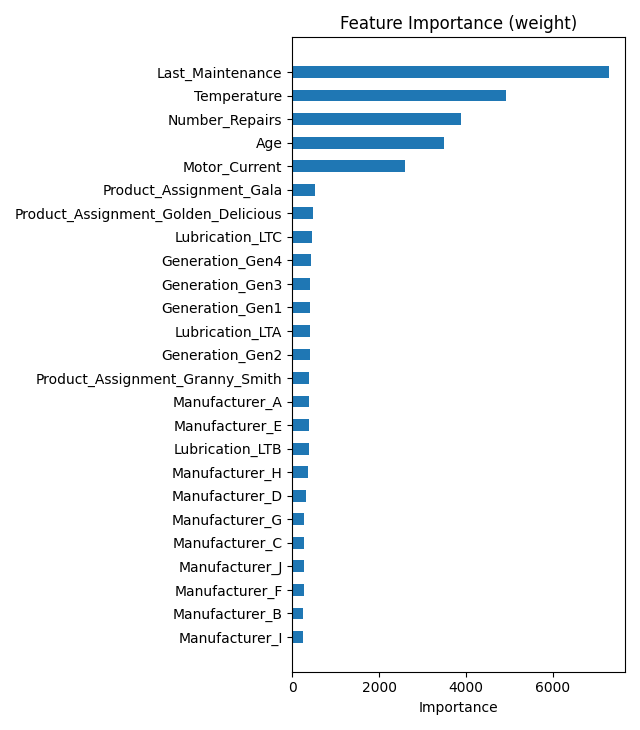 Feature Importance (weight)
Last_Maintenance
Temperature
Number_Repairs
Age
Motor_Current
Product_Assignment_Gala
Product_Assignment_Golden_Delicious
Lubrication_LTC
Generation_Gen4
Generation_Gen3
Generation_Gen1
Lubrication_LTA
Generation_Gen2
Product_Assignment_Granny_Smith
Manufacturer_A
Manufacturer_E
Lubrication_LTB
Manufacturer_H
Manufacturer_D
Manufacturer_G
Manufacturer_C
Manufacturer_J
Manufacturer_F
Manufacturer_B
Manufacturer_I
0 2000 4000 6000
Importance